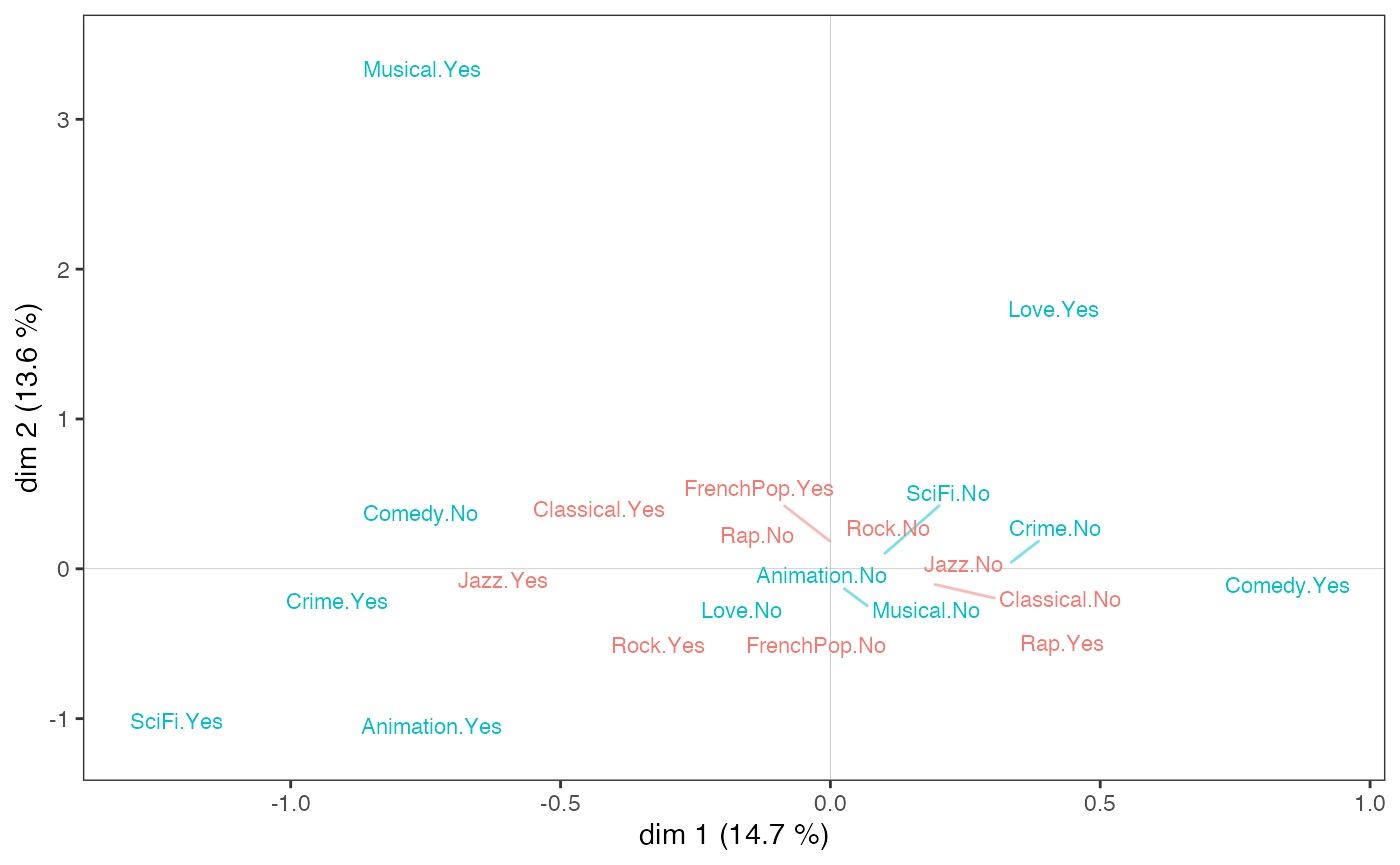 Musical.Yes
3
2
Love.Yes
1
FrenchPop.Yes
SciFi.No
Comedy.No
Classical.Yes
Rap.No
Rock.No
Crime.No
0
Jazz.Yes
Animation.No
Jazz.No
Comedy.Yes
Crime.Yes
Love.No
Musical.No
Classical.No
Rock.Yes
FrenchPop.No
Rap.Yes
-1
SciFi.Yes
Animation.Yes
-1.0
-0.5
0.0
0.5
1.0
dim 1 (14.7 %)
dim 2 (13.6 %)